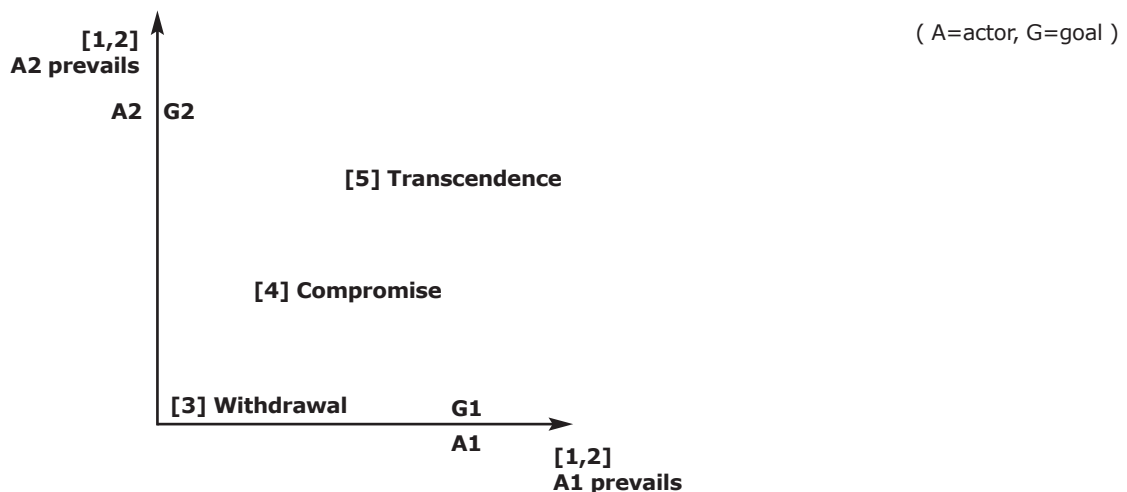 [1,2]
A2 prevails
( A=actor, G=goal )
A2 G2
[5] Transcendence
[4] Compromise
[3] Withdrawal
G1
A1
[1,2]
A1 prevails